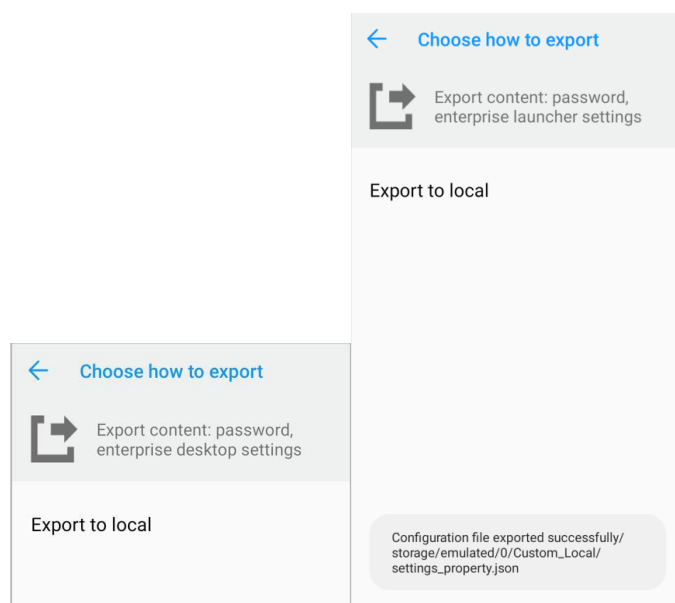 Choose how to export
Export content: password,
enterprise launcher settings
Export to local
Configuration file exported successfully/
storage/emulated/0/Custom_Local/
settings_property.json
Choose how to export
Export content: password,
enterprise desktop settings
Export to local